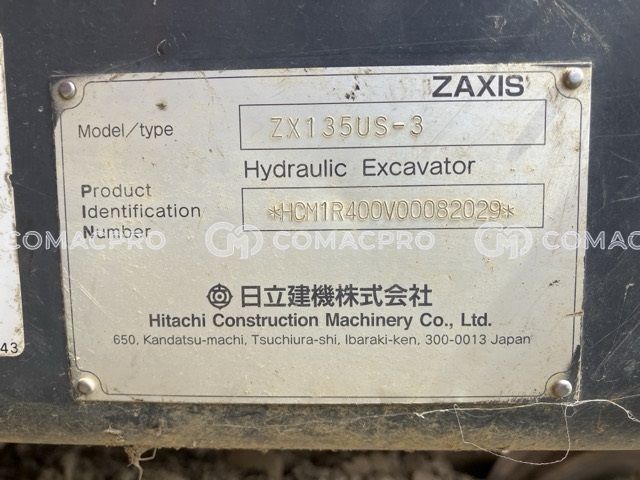 ZAXIS
Model/type ZX135US-3
Hydraulic Excavator
Product
Identification *HCM1R400V00082029*
Number
COMACPRO COMACPRO COMACPRO
日立建機株式会社
Hitachi Construction Machinery Co., Ltd.
650, Kandatsu-machi, Tsuchiura-shi, Ibaraki-ken, 300-0013 Japan
43